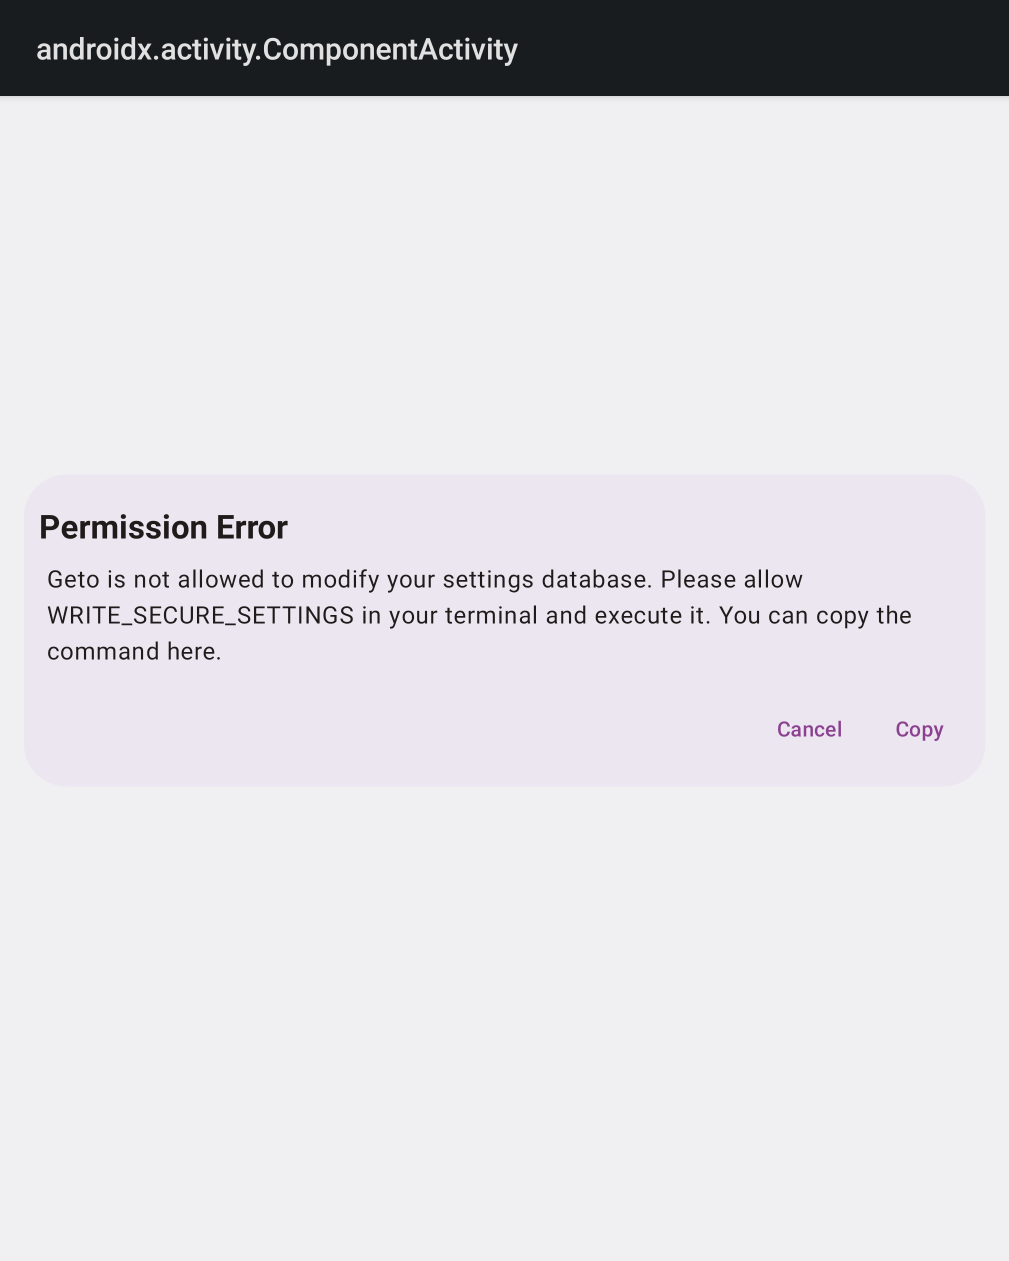 androidx.activity.ComponentActivity
Permission Error
Geto is not allowed to modify your settings database. Please allow
WRITE_SECURE_SETTINGS in your terminal and execute it. You can copy the
command here.
Cancel
Copy